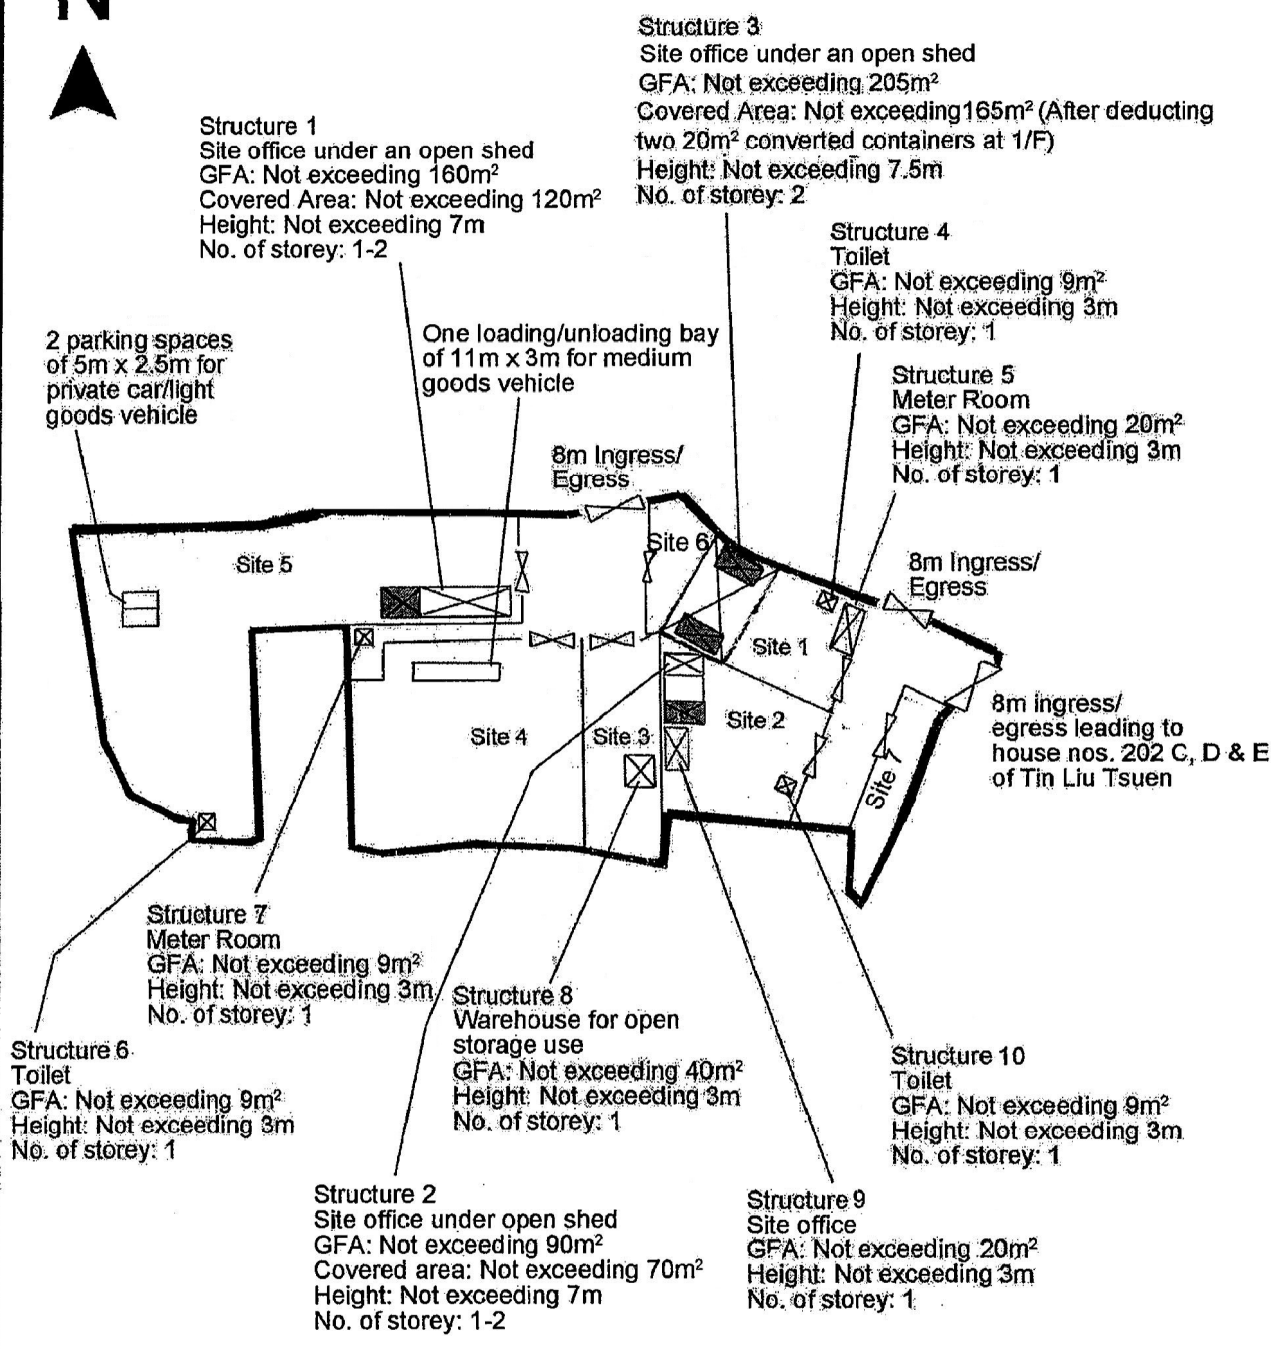 N
Structure 3
Site office under an open shed
GFA: Not exceeding 205m²
Covered Area: Not exceeding165m² (After deducting
two 20m² converted containers at 1/F)
Height: Not exceeding 7.5m
No. of storey: 2
Structure 1
Site office under an open shed
GFA: Not exceeding 160m²
Covered Area: Not exceeding 120m²
Height: Not exceeding 7m
No. of storey: 1-2
Structure 4
Toilet
GFA: Not exceeding 9m²
Height: Not exceeding 3m
No. of storey: 1
2 parking spaces
of 5m x 2.5m for
private car/light
goods vehicle
One loading/unloading bay
of 11m x 3m for medium
goods vehicle
Structure 5
Meter Room
GFA: Not exceeding 20m²
Height: Not exceeding 3m
No. of storey: 1
8m Ingress/
Egress
8m Ingress/
Egress
Site 5
Site 6
Site 1
Site 2
Site 3
Site 4
Site 7
8m ingress/
egress leading to
house nos. 202 C, D & E
of Tin Liu Tsuen
Structure 7
Meter Room
GFA: Not exceeding 9m²
Height: Not exceeding 3m
No. of storey: 1
Structure 8
Warehouse for open
storage use
GFA: Not exceeding 40m²
Height: Not exceeding 3m
No. of storey: 1
Structure 6
Toilet
GFA: Not exceeding 9m²
Height: Not exceeding 3m
No. of storey: 1
Structure 10
Toilet
GFA: Not exceeding 9m²
Height: Not exceeding 3m
No. of storey: 1
Structure 2
Site office under open shed
GFA: Not exceeding 90m²
Covered area: Not exceeding 70m²
Height: Not exceeding 7m
No. of storey: 1-2
Structure 9
Site office
GFA: Not exceeding 20m²
Height: Not exceeding 3m
No. of storey: 1